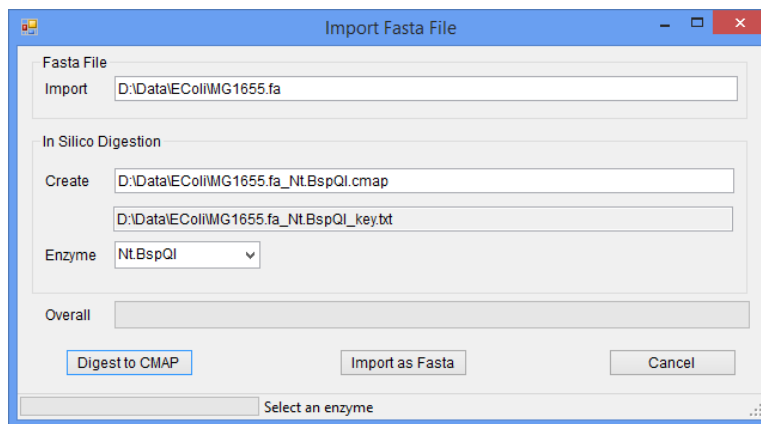 Import Fasta File
Fasta File
Import D:\Data\EColi\MG1655.fa
In Silico Digestion
Create D:\Data\EColi\MG1655.fa_Nt.BspQI.cmap
D:\Data\EColi\MG1655.fa_Nt.BspQI_key.txt
Enzyme Nt.BspQI
Overall
Digest to CMAP Import as Fasta Cancel
Select an enzyme